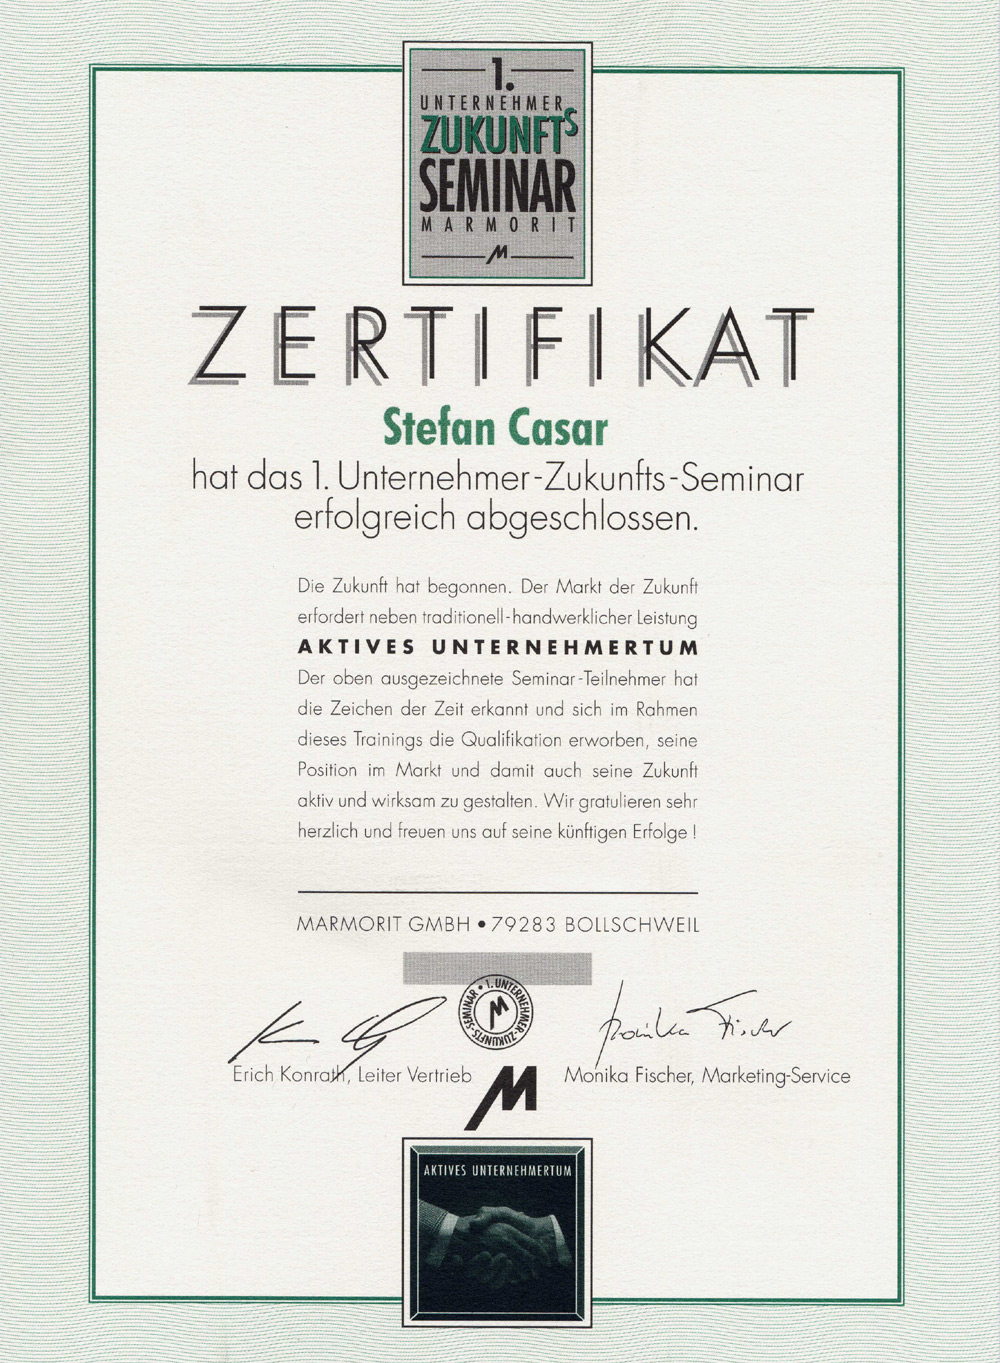 1.
UNTERNEHMER
ZUKUNFTS
SEMINAR
MARMORIT
ZERTIFIKAT
Stefan Casar
hat das 1. Unternehmer-Zukunfts-Seminar
erfolgreich abgeschlossen.
Die Zukunft hat begonnen. Der Markt der Zukunft
erfordert neben traditionell-handwerklicher Leistung
AKTIVES UNTERNEHMERTUM
Der oben ausgezeichnete Seminar-Teilnehmer hat
die Zeichen der Zeit erkannt und sich im Rahmen
dieses Trainings die Qualifikation erworben, seine
Position im Markt und damit auch seine Zukunft
aktiv und wirksam zu gestalten. Wir gratulieren sehr
herzlich und freuen uns auf seine künftigen Erfolge !
MARMORIT GMBH • 79283 BOLLSCHWEIL
• 1. UNTERNEHMER-ZUKUNFTS-SEMINAR
Monika Fischer
Erich Konrath, Leiter Vertrieb
Monika Fischer, Marketing-Service
AKTIVES UNTERNEHMERTUM